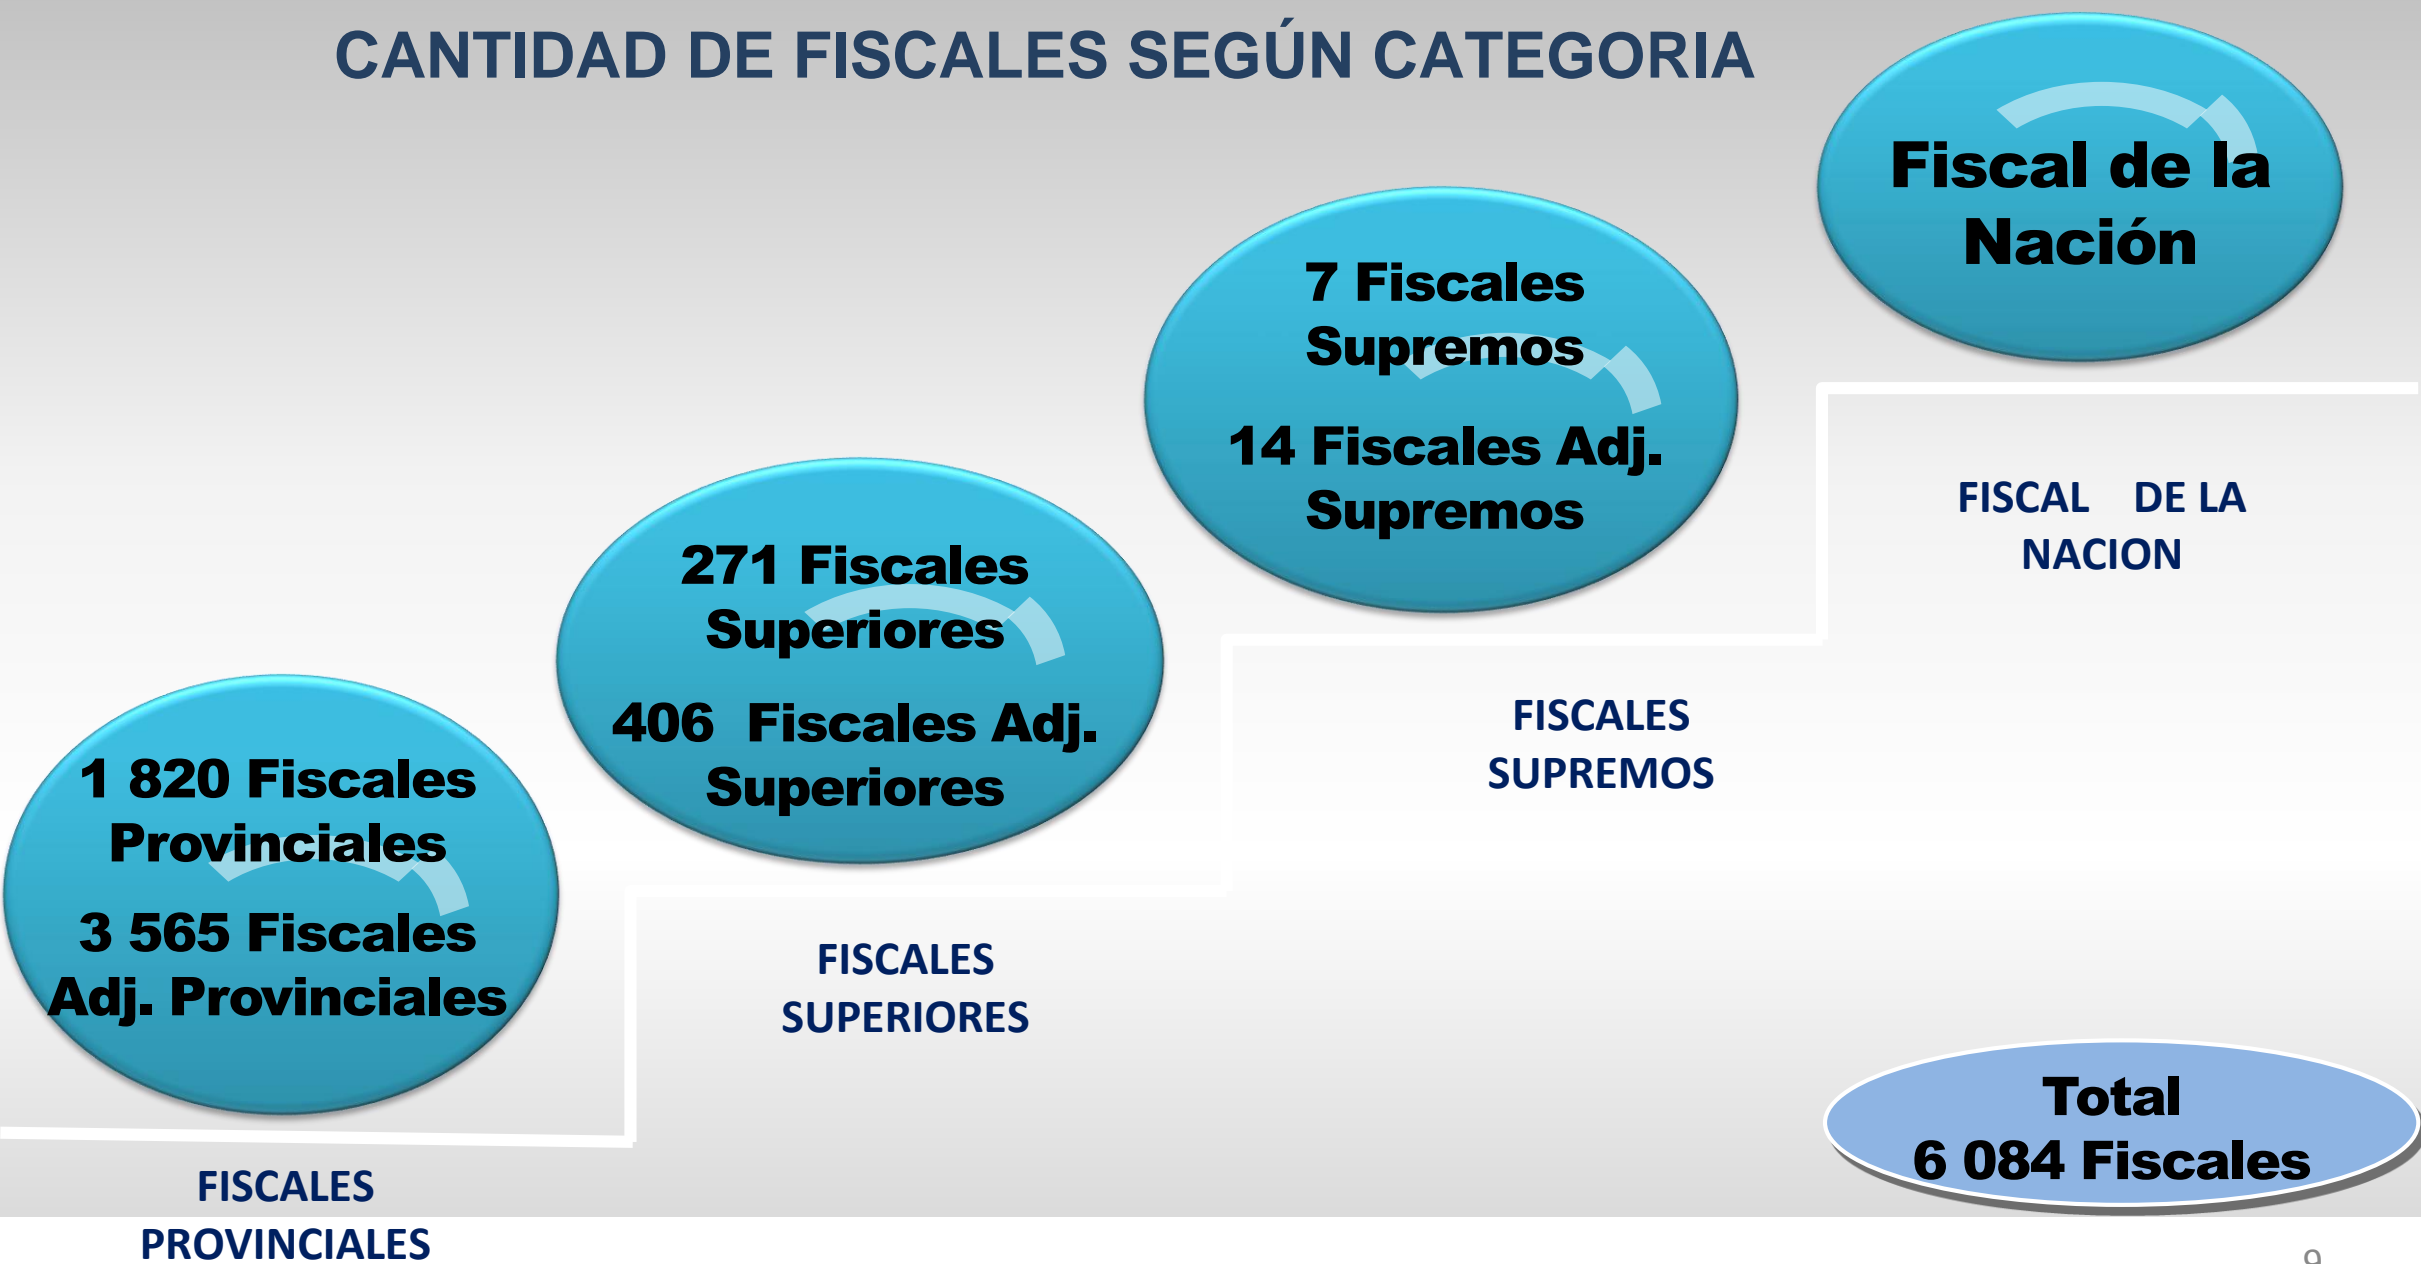 CANTIDAD DE FISCALES SEGÚN CATEGORIA
Fiscal de la
Nación
7 Fiscales
Supremos
14 Fiscales Adj.
Supremos
FISCAL DE LA
NACION
271 Fiscales
Superiores
406 Fiscales Adj.
Superiores
FISCALES
SUPREMOS
1 820 Fiscales
Provinciales
3 565 Fiscales
Adj. Provinciales
FISCALES
SUPERIORES
Total
6 084 Fiscales
FISCALES
PROVINCIALES
9